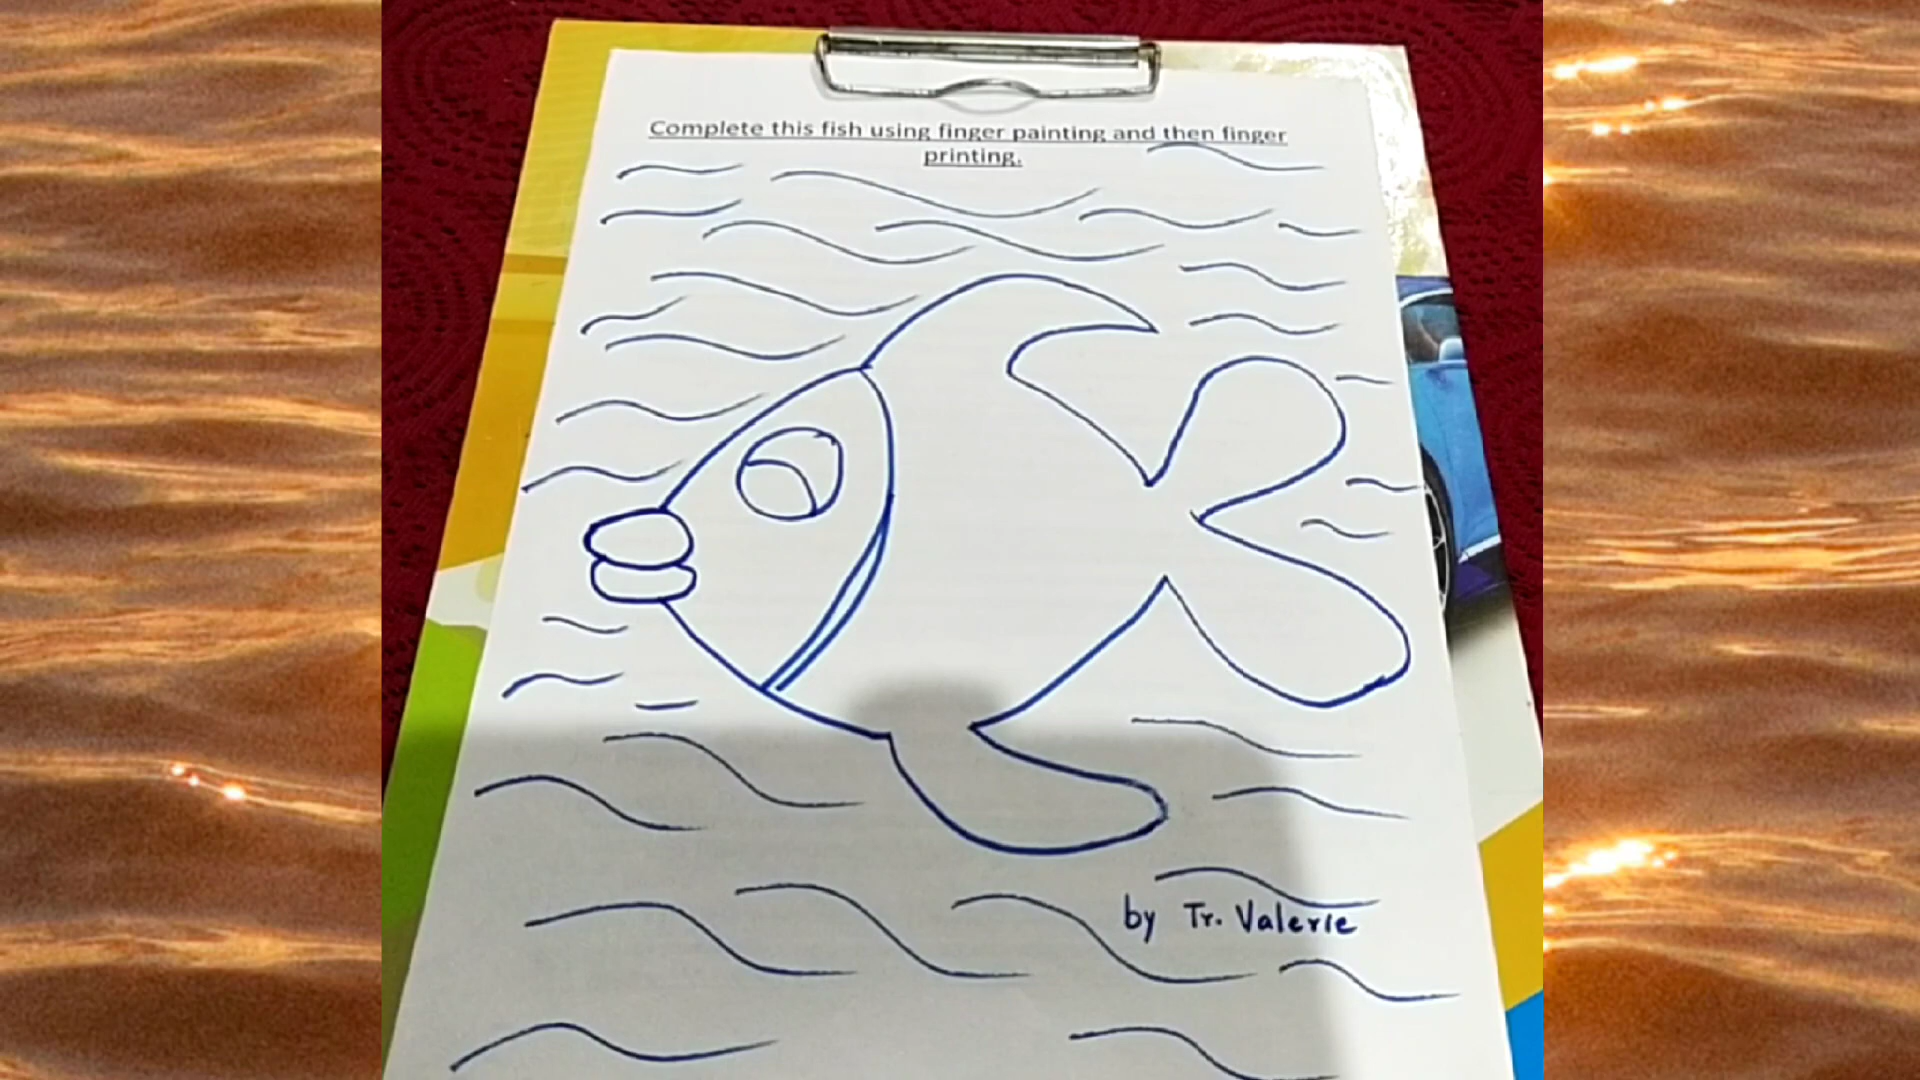 Complete this fish using finger painting and then finger
printing.
by Tr. Valerie